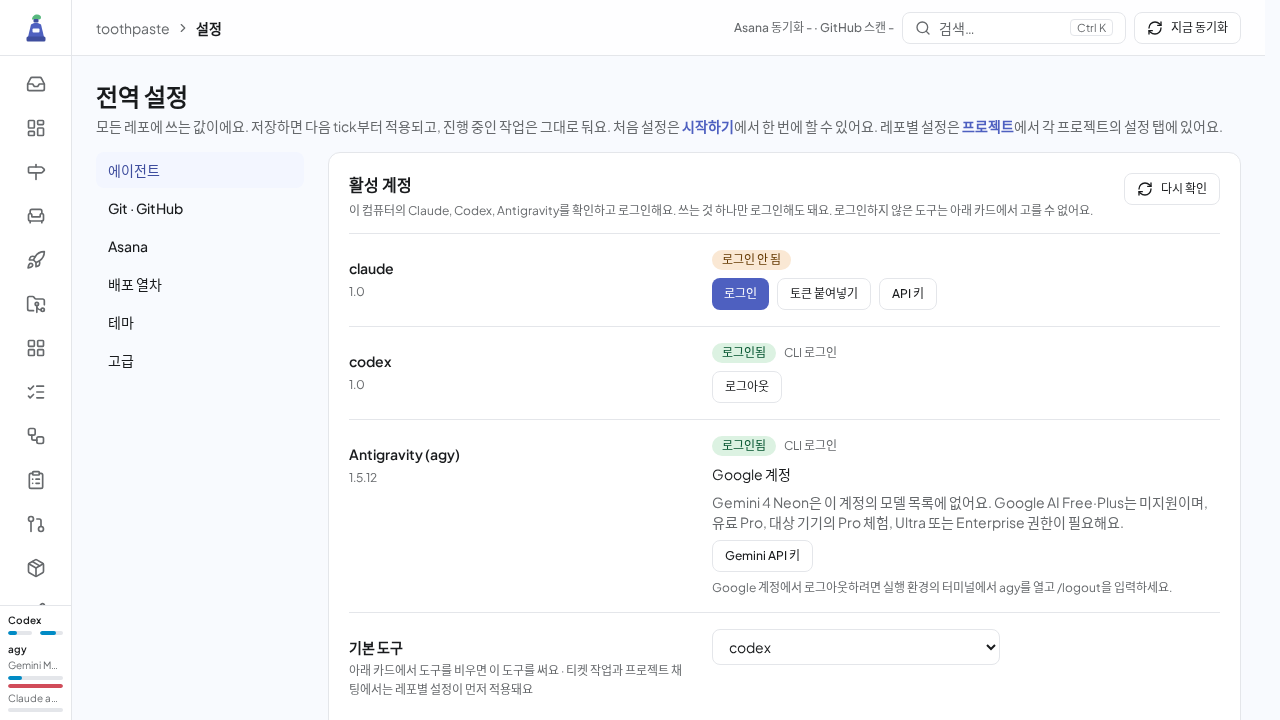 toothpaste > 설정
Asana 동기화 - · GitHub 스캔 -
검색...
Ctrl K
지금 동기화
전역 설정
모든 레포에 쓰는 값이에요. 저장하면 다음 tick부터 적용되고, 진행 중인 작업은 그대로 둬요. 처음 설정은 시작하기에서 한 번에 할 수 있어요. 레포별 설정은 프로젝트에서 각 프로젝트의 설정 탭에 있어요.
에이전트
Git · GitHub
Asana
배포 열차
테마
고급
활성 계정
이 컴퓨터의 Claude, Codex, Antigravity를 확인하고 로그인해요. 쓰는 것 하나만 로그인해도 돼요. 로그인하지 않은 도구는 아래 카드에서 고를 수 없어요.
다시 확인
claude
1.0
로그인 안 됨
로그인
토큰 붙여넣기
API 키
codex
1.0
로그인됨
CLI 로그인
로그아웃
Antigravity (agy)
1.5.12
로그인됨
CLI 로그인
Google 계정
Gemini 4 Neon은 이 계정의 모델 목록에 없어요. Google AI Free·Plus는 미지원이며,
유료 Pro, 대상 기기의 Pro 체험, Ultra 또는 Enterprise 권한이 필요해요.
Gemini API 키
Google 계정에서 로그아웃하려면 실행 환경의 터미널에서 agy를 열고 /logout을 입력하세요.
기본 도구
아래 카드에서 도구를 비우면 이 도구를 써요 · 티켓 작업과 프로젝트 채
팅에서는 레포별 설정이 먼저 적용돼요
codex
Codex
agy
Gemini M...
Claude a...